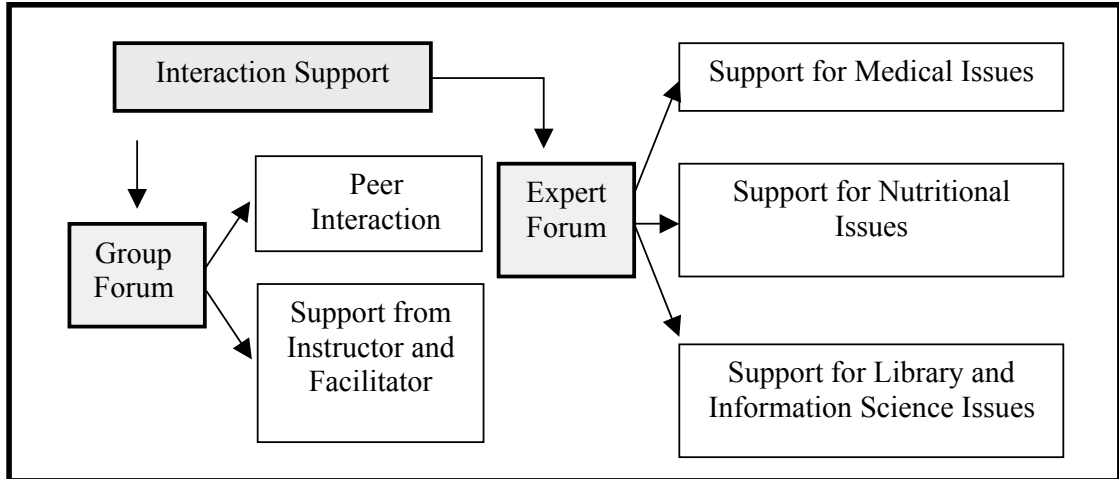 Interaction Support
Group
Forum
Peer
Interaction
Support from
Instructor and
Facilitator
Expert
Forum
Support for Medical Issues
Support for Nutritional
Issues
Support for Library and
Information Science Issues